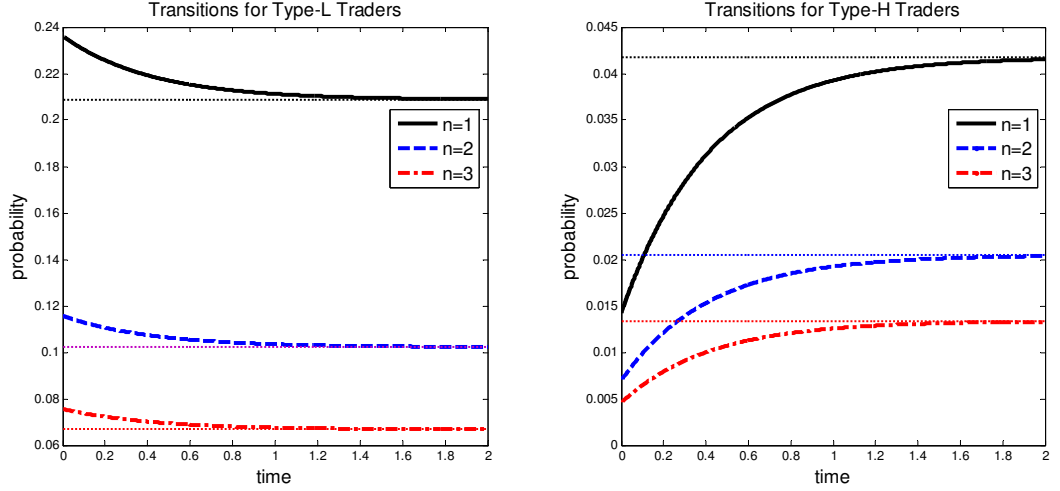 Transitions for Type-L Traders
0.24
0.22
0.2
0.18
0.16
0.14
0.12
0.1
0.08
0.06
probability
n=1
n=2
n=3
0 0.2 0.4 0.6 0.8 1 1.2 1.4 1.6 1.8 2
time
Transitions for Type-H Traders
0.045
0.04
0.035
0.03
0.025
0.02
0.015
0.01
0.005
0
probability
n=1
n=2
n=3
0 0.2 0.4 0.6 0.8 1 1.2 1.4 1.6 1.8 2
time